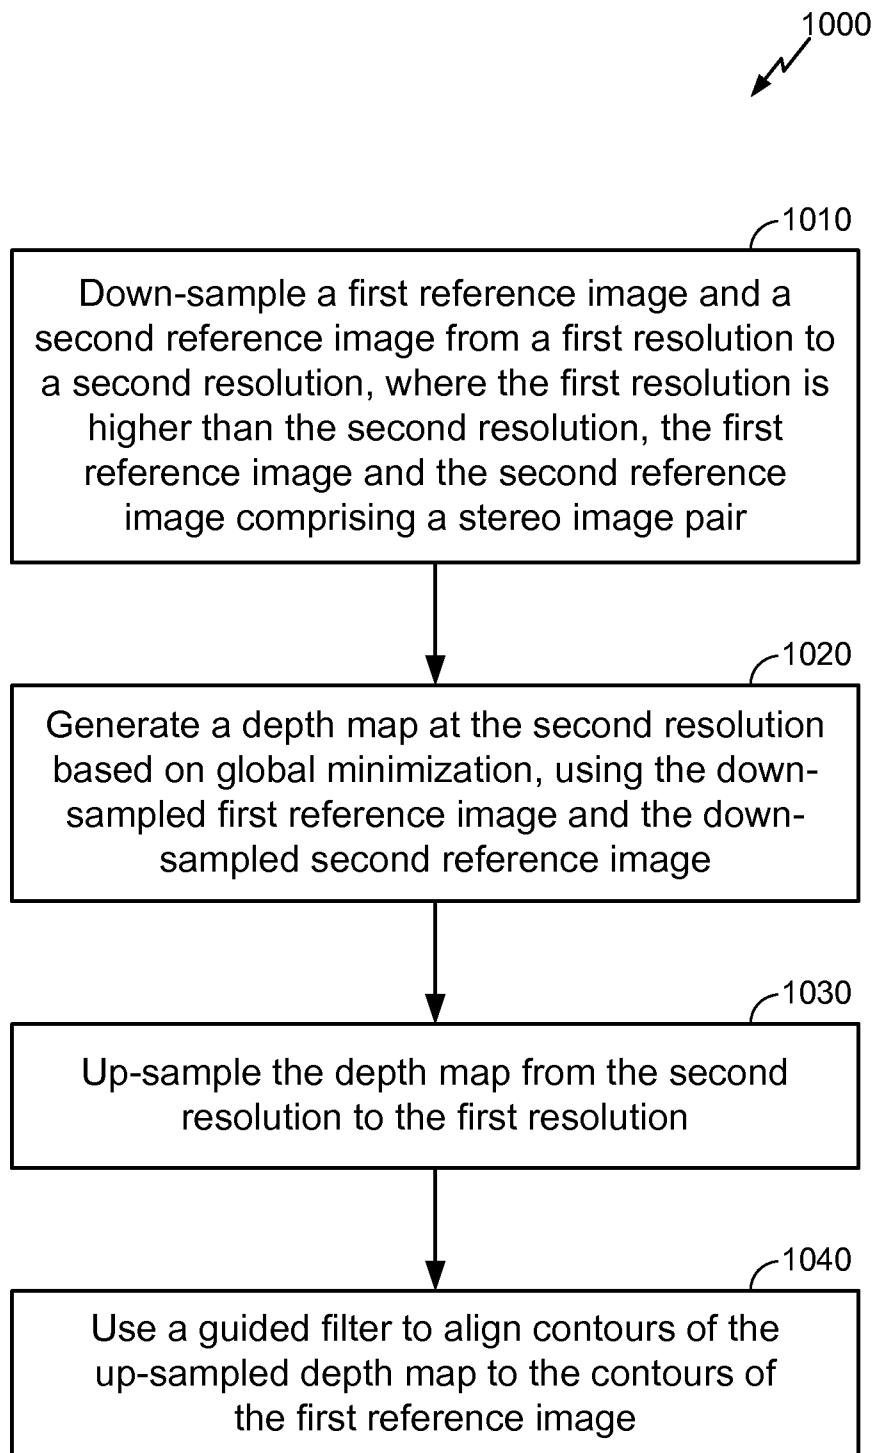 1000
1010
Down-sample a first reference image and a
second reference image from a first resolution to
a second resolution, where the first resolution is
higher than the second resolution, the first
reference image and the second reference
image comprising a stereo image pair
1020
Generate a depth map at the second resolution
based on global minimization, using the down-
sampled first reference image and the down-
sampled second reference image
1030
Up-sample the depth map from the second
resolution to the first resolution
1040
Use a guided filter to align contours of the
up-sampled depth map to the contours of
the first reference image